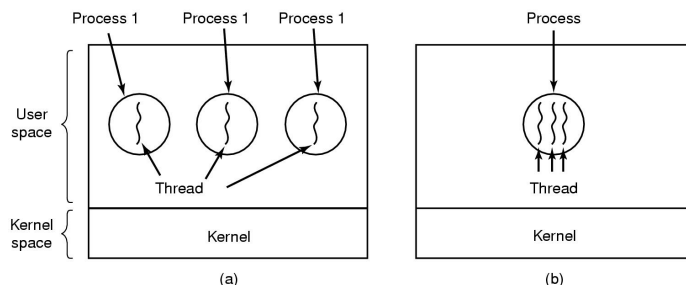 Process 1 Process 1 Process 1 Process
User
space
Thread Thread
Kernel
space
Kernel Kernel
(a) (b)